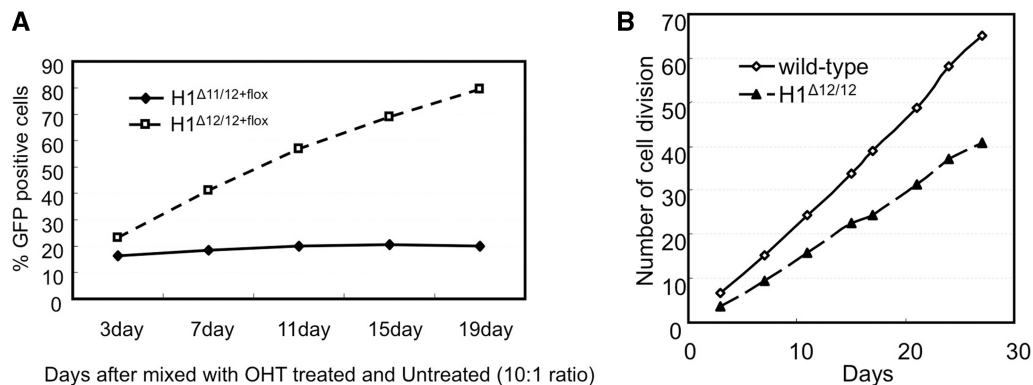 A
% GFP positive cells
90
80
70
60
50
40
30
20
10
0
H1Δ11/12+flox
H1Δ12/12+flox
3day 7day 11day 15day 19day
Days after mixed with OHT treated and Untreated (10:1 ratio)
B
Number of cell division
70
60
50
40
30
20
10
0
wild-type
H1Δ12/12
0 10 20 30
Days